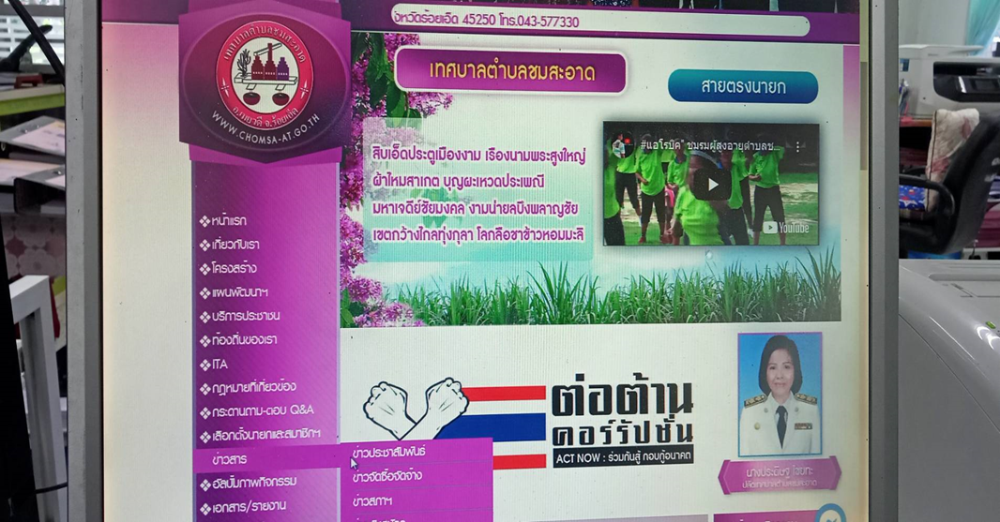 จังหวัดร้อยเอ็ด 45250 โทร.043-577330
เทศบาลตำบลชมสะอาด
WWW.CHOMSA-AT.GO.TH
เทศบาลตำบลชมสะอาด
สายตรงนายก
สิบเอ็ดประตูเมืองงาม เรืองนามพระสูงใหญ่
ผ้าไหมสาเกต บุญผะเหวดประเพณี
มหาเจดีย์ชัยมงคล งามน่ายลบึงพลาญชัย
เขตกว้างไกลทุ่งกุลา โลกลือชาข้าวหอมมะลิ
#แอโรบิค" ชมรมผู้สูงอายุตำบลช...
YouTube
หน้าแรก
เกี่ยวกับเรา
โครงสร้าง
แผนพัฒนาฯ
บริการประชาชน
ท้องถิ่นของเรา
ITA
กฎหมายที่เกี่ยวข้อง
กระดานถาม-ตอบ Q&A
เลือกตั้งนายกและสมาชิกฯ
ข่าวสาร
อัลบั้มภาพกิจกรรม
เอกสาร/รายงาน
ข่าวประชาสัมพันธ์
ข่าวจัดซื้อจัดจ้าง
ข่าวสภาฯ
ต่อต้าน
คอร์รัปชั่น
ACT NOW : ร่วมกันสู้ กอบกู้อนาคต
ปลัดเทศบาลตำบลชมสะอาด